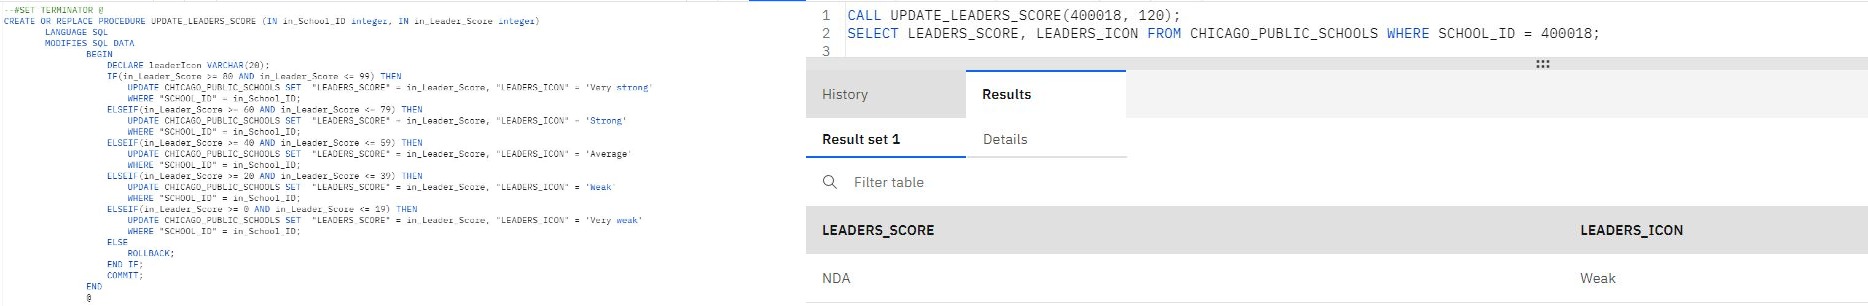 --#SET TERMINATOR @
CREATE OR REPLACE PROCEDURE UPDATE_LEADERS_SCORE (IN in_School_ID integer, IN in_Leader_Score integer)
LANGUAGE SQL
MODIFIES SQL DATA
BEGIN
DECLARE leaderIcon VARCHAR(20);
IF(in_Leader_Score >= 80 AND in_Leader_Score <= 99) THEN
UPDATE CHICAGO_PUBLIC_SCHOOLS SET "LEADERS_SCORE" = in_Leader_Score, "LEADERS_ICON" = 'Very strong'
WHERE "SCHOOL_ID" = in_School_ID;
ELSEIF(in_Leader_Score >= 60 AND in_Leader_Score <= 79) THEN
UPDATE CHICAGO_PUBLIC_SCHOOLS SET "LEADERS_SCORE" = in_Leader_Score, "LEADERS_ICON" = 'Strong'
WHERE "SCHOOL_ID" = in_School_ID;
ELSEIF(in_Leader_Score >= 40 AND in_Leader_Score <= 59) THEN
UPDATE CHICAGO_PUBLIC_SCHOOLS SET "LEADERS_SCORE" = in_Leader_Score, "LEADERS_ICON" = 'Average'
WHERE "SCHOOL_ID" = in_School_ID;
ELSEIF(in_Leader_Score >= 20 AND in_Leader_Score <= 39) THEN
UPDATE CHICAGO_PUBLIC_SCHOOLS SET "LEADERS_SCORE" = in_Leader_Score, "LEADERS_ICON" = 'Weak'
WHERE "SCHOOL_ID" = in_School_ID;
ELSEIF(in_Leader_Score >= 0 AND in_Leader_Score <= 19) THEN
UPDATE CHICAGO_PUBLIC_SCHOOLS SET "LEADERS_SCORE" = in_Leader_Score, "LEADERS_ICON" = 'Very weak'
WHERE "SCHOOL_ID" = in_School_ID;
ELSE
ROLLBACK;
END IF;
COMMIT;
END
@
1 CALL UPDATE_LEADERS_SCORE(400018, 120);
2 SELECT LEADERS_SCORE, LEADERS_ICON FROM CHICAGO_PUBLIC_SCHOOLS WHERE SCHOOL_ID = 400018;
3
History Results
Result set 1 Details
Filter table
LEADERS_SCORE LEADERS_ICON
NDA Weak